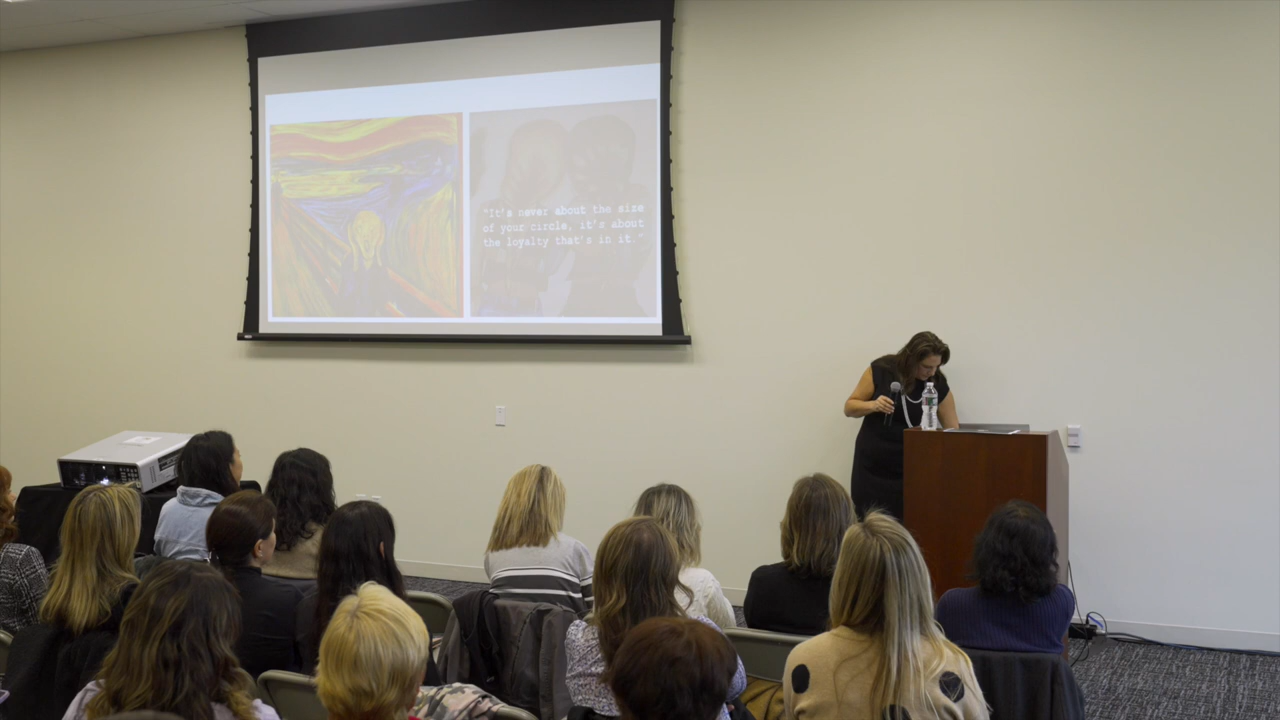 "It's never about the size
of your circle, it's about
the loyalty that's in it."